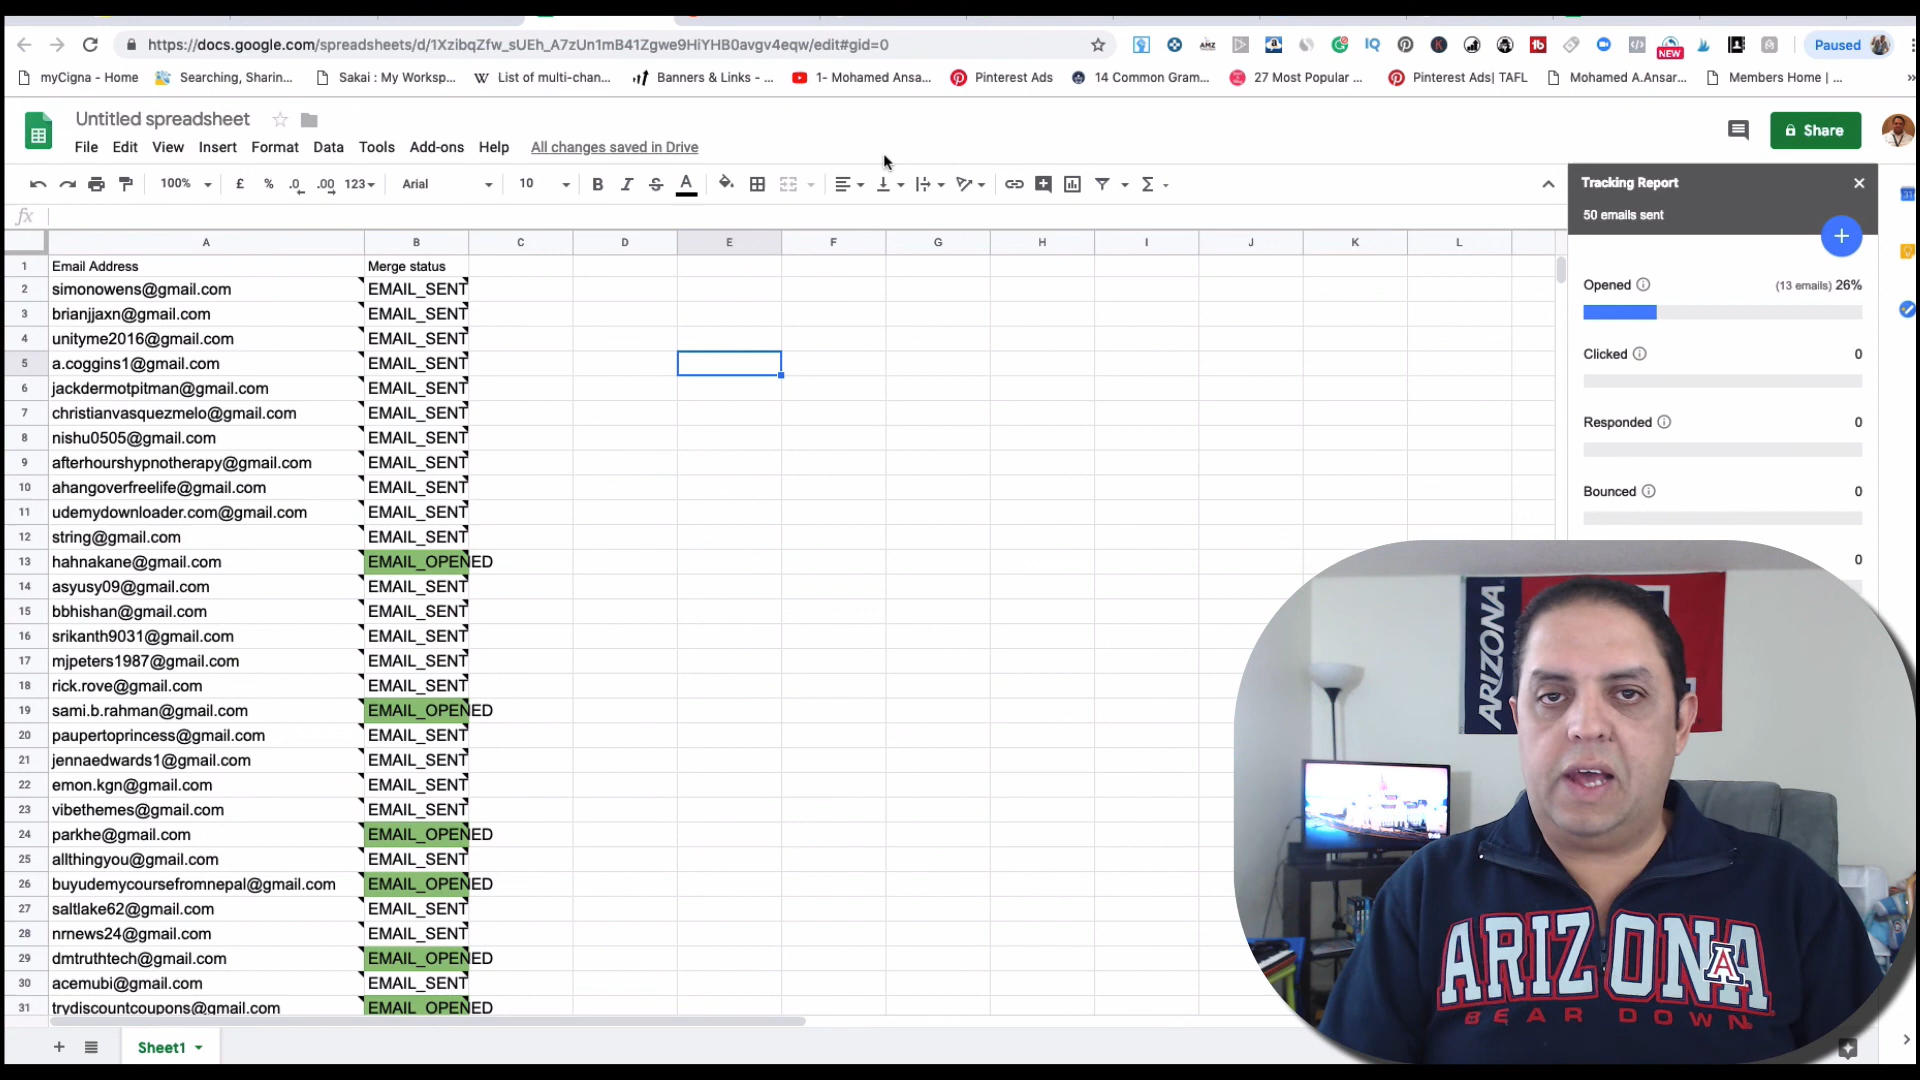 https://docs.google.com/spreadsheets/d/1XzibqZfw_sUEh_A7zUn1mB41Zgwe9HiYHB0avgv4eqw/edit#gid=0
AMZ
IQ
NEW
Paused
myCigna - Home
Searching, Sharin...
Sakai : My Worksp...
List of multi-chan...
Banners & Links - ...
1- Mohamed Ansa...
Pinterest Ads
14 Common Gram...
27 Most Popular ...
Pinterest Ads| TAFL
Mohamed A.Ansar...
Members Home | ...
Untitled spreadsheet
Share
File Edit View Insert Format Data Tools Add-ons Help All changes saved in Drive
100% £ % .0 .00 123 Arial 10 B I S A
Tracking Report
50 emails sent
fx
A B C D E F G H I J K L
1 Email Address Merge status
2 simonowens@gmail.com EMAIL_SENT
3 brianjjaxn@gmail.com EMAIL_SENT
4 unityme2016@gmail.com EMAIL_SENT
5 a.coggins1@gmail.com EMAIL_SENT
6 jackdermotpitman@gmail.com EMAIL_SENT
7 christianvasquezmelo@gmail.com EMAIL_SENT
8 nishu0505@gmail.com EMAIL_SENT
9 afterhourshypnotherapy@gmail.com EMAIL_SENT
10 ahangoverfreelife@gmail.com EMAIL_SENT
11 udemydownloader.com@gmail.com EMAIL_SENT
12 string@gmail.com EMAIL_SENT
13 hahnakane@gmail.com EMAIL_OPENED
14 asyusy09@gmail.com EMAIL_SENT
15 bbhishan@gmail.com EMAIL_SENT
16 srikanth9031@gmail.com EMAIL_SENT
17 mjpeters1987@gmail.com EMAIL_SENT
18 rick.rove@gmail.com EMAIL_SENT
19 sami.b.rahman@gmail.com EMAIL_OPENED
20 paupertoprincess@gmail.com EMAIL_SENT
21 jennaedwards1@gmail.com EMAIL_SENT
22 emon.kgn@gmail.com EMAIL_SENT
23 vibethemes@gmail.com EMAIL_SENT
24 parkhe@gmail.com EMAIL_OPENED
25 allthingyou@gmail.com EMAIL_SENT
26 buyudemycoursefromnepal@gmail.com EMAIL_OPENED
27 saltlake62@gmail.com EMAIL_SENT
28 nrnews24@gmail.com EMAIL_SENT
29 dmtruthtech@gmail.com EMAIL_OPENED
30 acemubi@gmail.com EMAIL_SENT
31 trydiscountcoupons@gmail.com EMAIL_OPENED
Opened (13 emails) 26%
Clicked 0
Responded 0
Bounced 0
0
ARIZONA
ARIZONA
A
BEAR DOWN
Sheet1